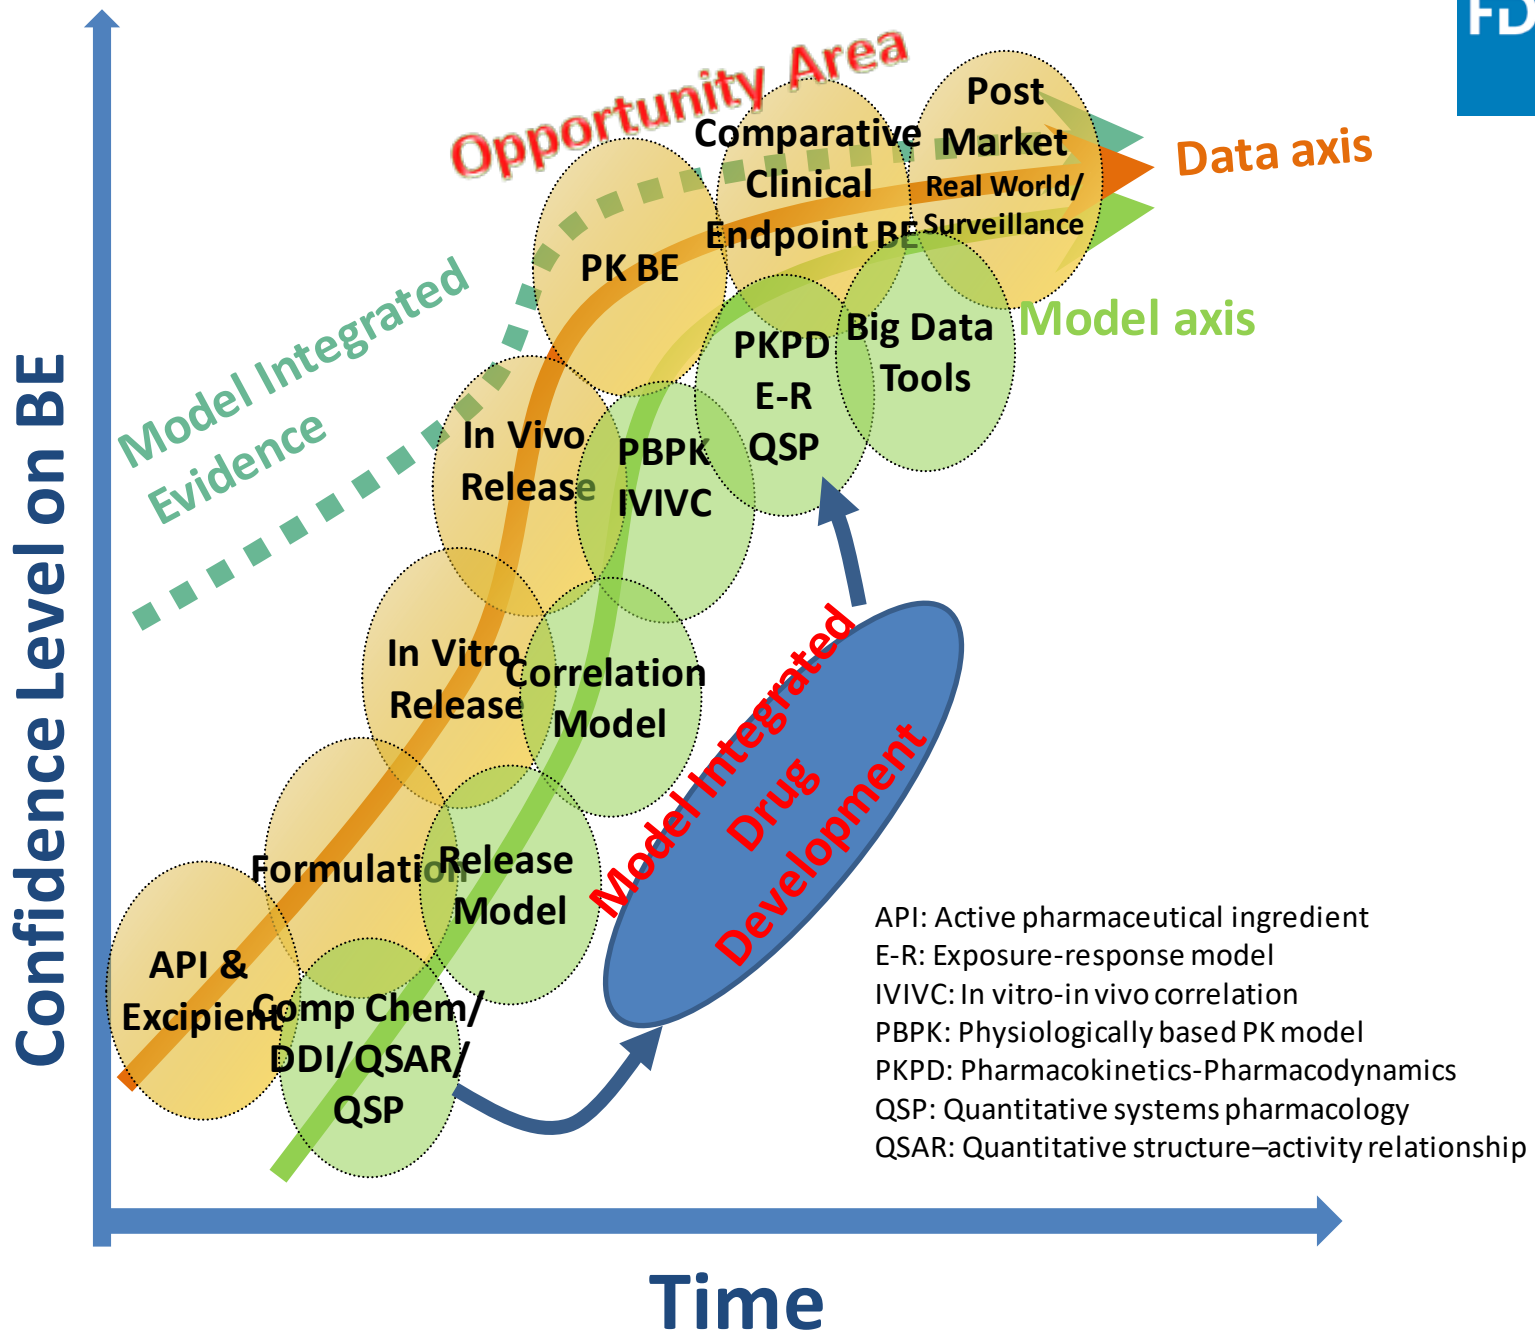 FD
Opportunity Area
Post
Market
Real World/
Surveillance
Comparative
Clinical
Endpoint BE
Data axis
PK BE
Model Integrated
Evidence
Model axis
Big Data
Tools
PKPD
E-R
QSP
In Vivo
Release
PBPK
IVIVC
In Vitro
Release
Correlation
Model
Model Integrated
Drug
Development
Formulation
Release
Model
API &
Excipient
Comp Chem/
DDI/QSAR/
QSP
API: Active pharmaceutical ingredient
E-R: Exposure-response model
IVIVC: In vitro-in vivo correlation
PBPK: Physiologically based PK model
PKPD: Pharmacokinetics-Pharmacodynamics
QSP: Quantitative systems pharmacology
QSAR: Quantitative structure–activity relationship
Confidence Level on BE
Time